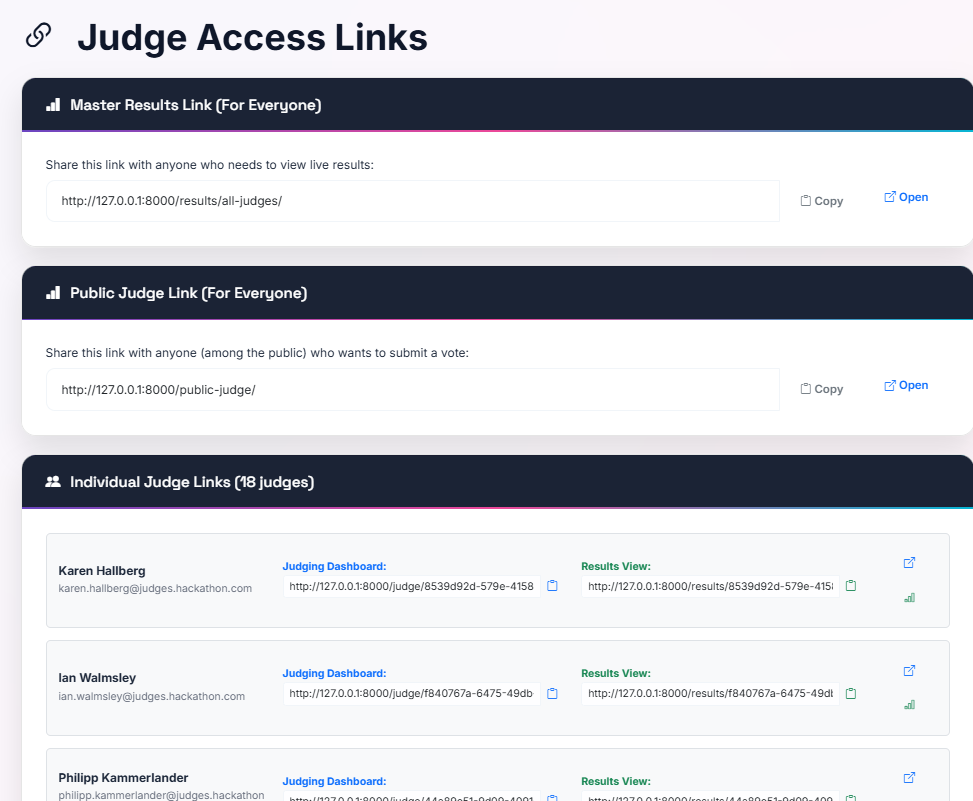 Judge Access Links
Master Results Link (For Everyone)
Share this link with anyone who needs to view live results:
http://127.0.0.1:8000/results/all-judges/
Copy
Open
Public Judge Link (For Everyone)
Share this link with anyone (among the public) who wants to submit a vote:
http://127.0.0.1:8000/public-judge/
Copy
Open
Individual Judge Links (18 judges)
Karen Hallberg
karen.hallberg@judges.hackathon.com
Judging Dashboard:
http://127.0.0.1:8000/judge/8539d92d-579e-4158
Results View:
http://127.0.0.1:8000/results/8539d92d-579e-415
Ian Walmsley
ian.walmsley@judges.hackathon.com
Judging Dashboard:
http://127.0.0.1:8000/judge/f840767a-6475-49db-
Results View:
http://127.0.0.1:8000/results/f840767a-6475-49db
Philipp Kammerlander
philipp.kammerlander@judges.hackathon
Judging Dashboard:
Results View: